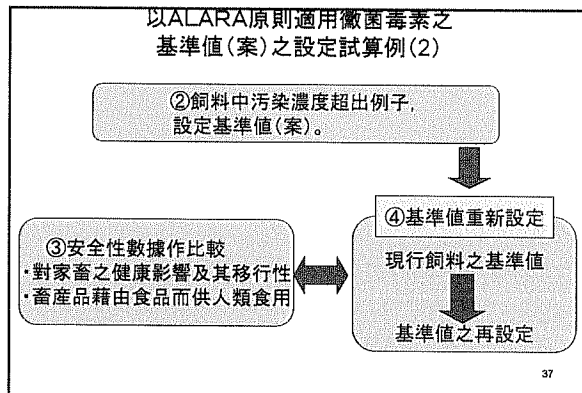 以ALARA原則適用黴菌毒素之
基準值(案)之設定試算例(2)
②飼料中污染濃度超出例子,
設定基準值(案)。
④基準值重新設定
現行飼料之基準值
基準值之再設定
③安全性數據作比較
・對家畜之健康影響及其移行性
・畜産品藉由食品而供人類食用
37